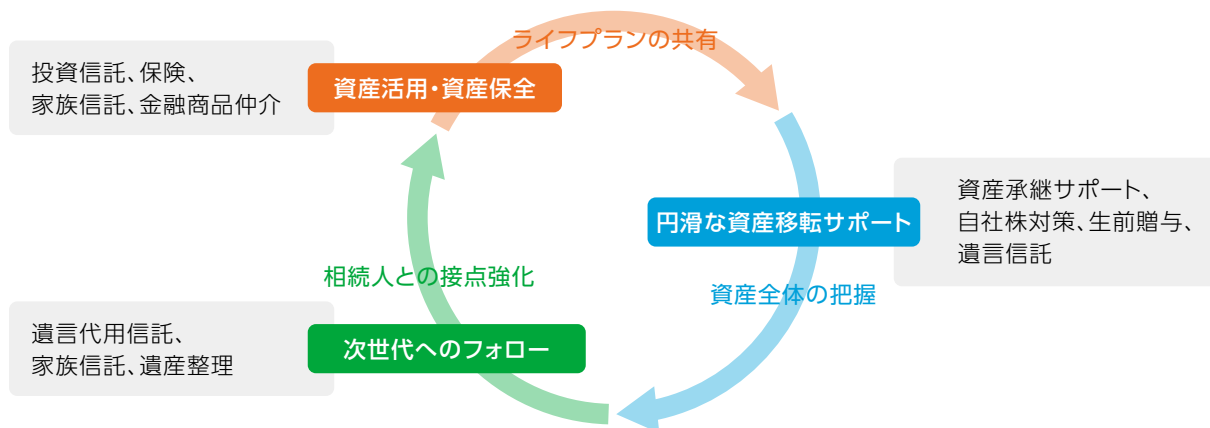 ライフプランの共有
投資信託、保険、
家族信託、金融商品仲介
資産活用・資産保全
円滑な資産移転サポート
資産承継サポート、
自社株対策、生前贈与、
遺言信託
資産全体の把握
相続人との接点強化
遺言代用信託、
家族信託、遺産整理
次世代へのフォロー